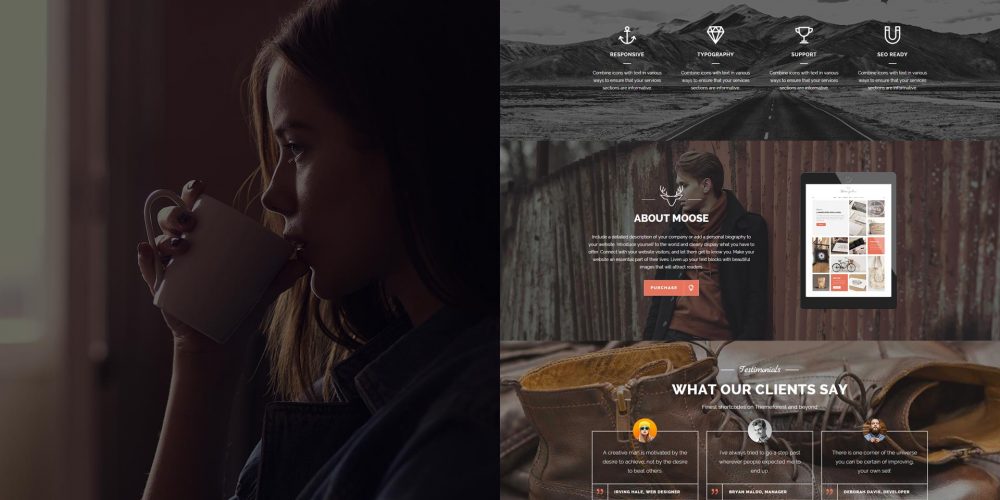 RESPONSIVE
TYPOGRAPHY
SUPPORT
SEO READY
Combine icons with text in various
ways to ensure that your services
sections are informative.
Combine icons with text in various
ways to ensure that your services
sections are informative.
Combine icons with text in various
ways to ensure that your services
sections are informative.
Combine icons with text in various
ways to ensure that your services
sections are informative.
ABOUT MOOSE
Include a detailed description of your company or add a personal biography to
your website. Introduce yourself to the world and clearly display what you have to
offer. Connect with your website visitors, and let them get to know you. Make your
website an essential part of their lives. Liven up your text blocks with beautiful
images that will attract readers.
PURCHASE
Testimonials
WHAT OUR CLIENTS SAY
Finest shortcodes on Themeforest and beyond
A creative man is motivated by the
desire to achieve, not by the desire
to beat others.
" IRVING HALE, WEB DESIGNER
I've always tried to go a step past
wherever people expected me to
end up.
" BRYAN MALDO, MANAGER
There is one corner of the universe
you can be certain of improving,
your own self.
" DEBORAH DAVIS, DEVELOPER